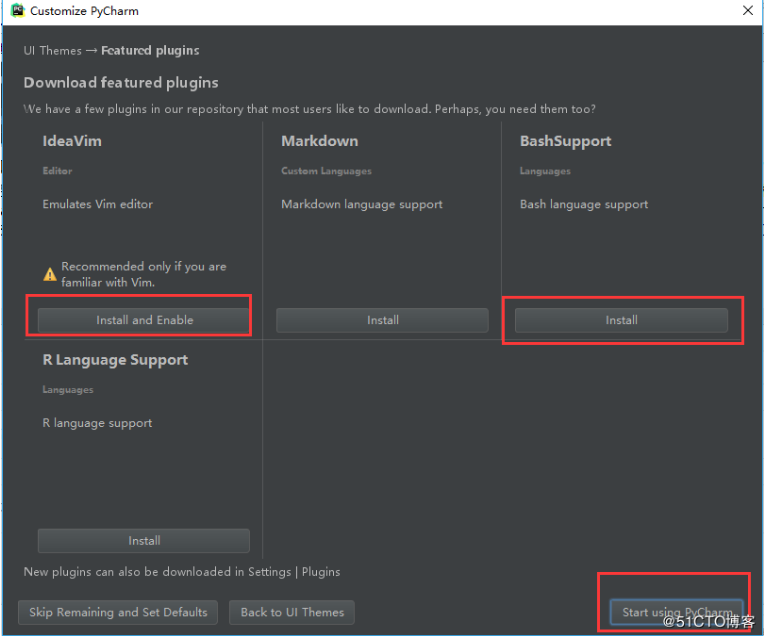 Customize PyCharm
UI Themes → Featured plugins
Download featured plugins
We have a few plugins in our repository that most users like to download. Perhaps, you need them too?
IdeaVim
Editor
Emulates Vim editor
Recommended only if you are
familiar with Vim.
Install and Enable
Markdown
Custom Languages
Markdown language support
Install
BashSupport
Languages
Bash language support
Install
R Language Support
Languages
R language support
Install
New plugins can also be downloaded in Settings | Plugins
Skip Remaining and Set Defaults
Back to UI Themes
Start using PyCharm
@51CTO博客